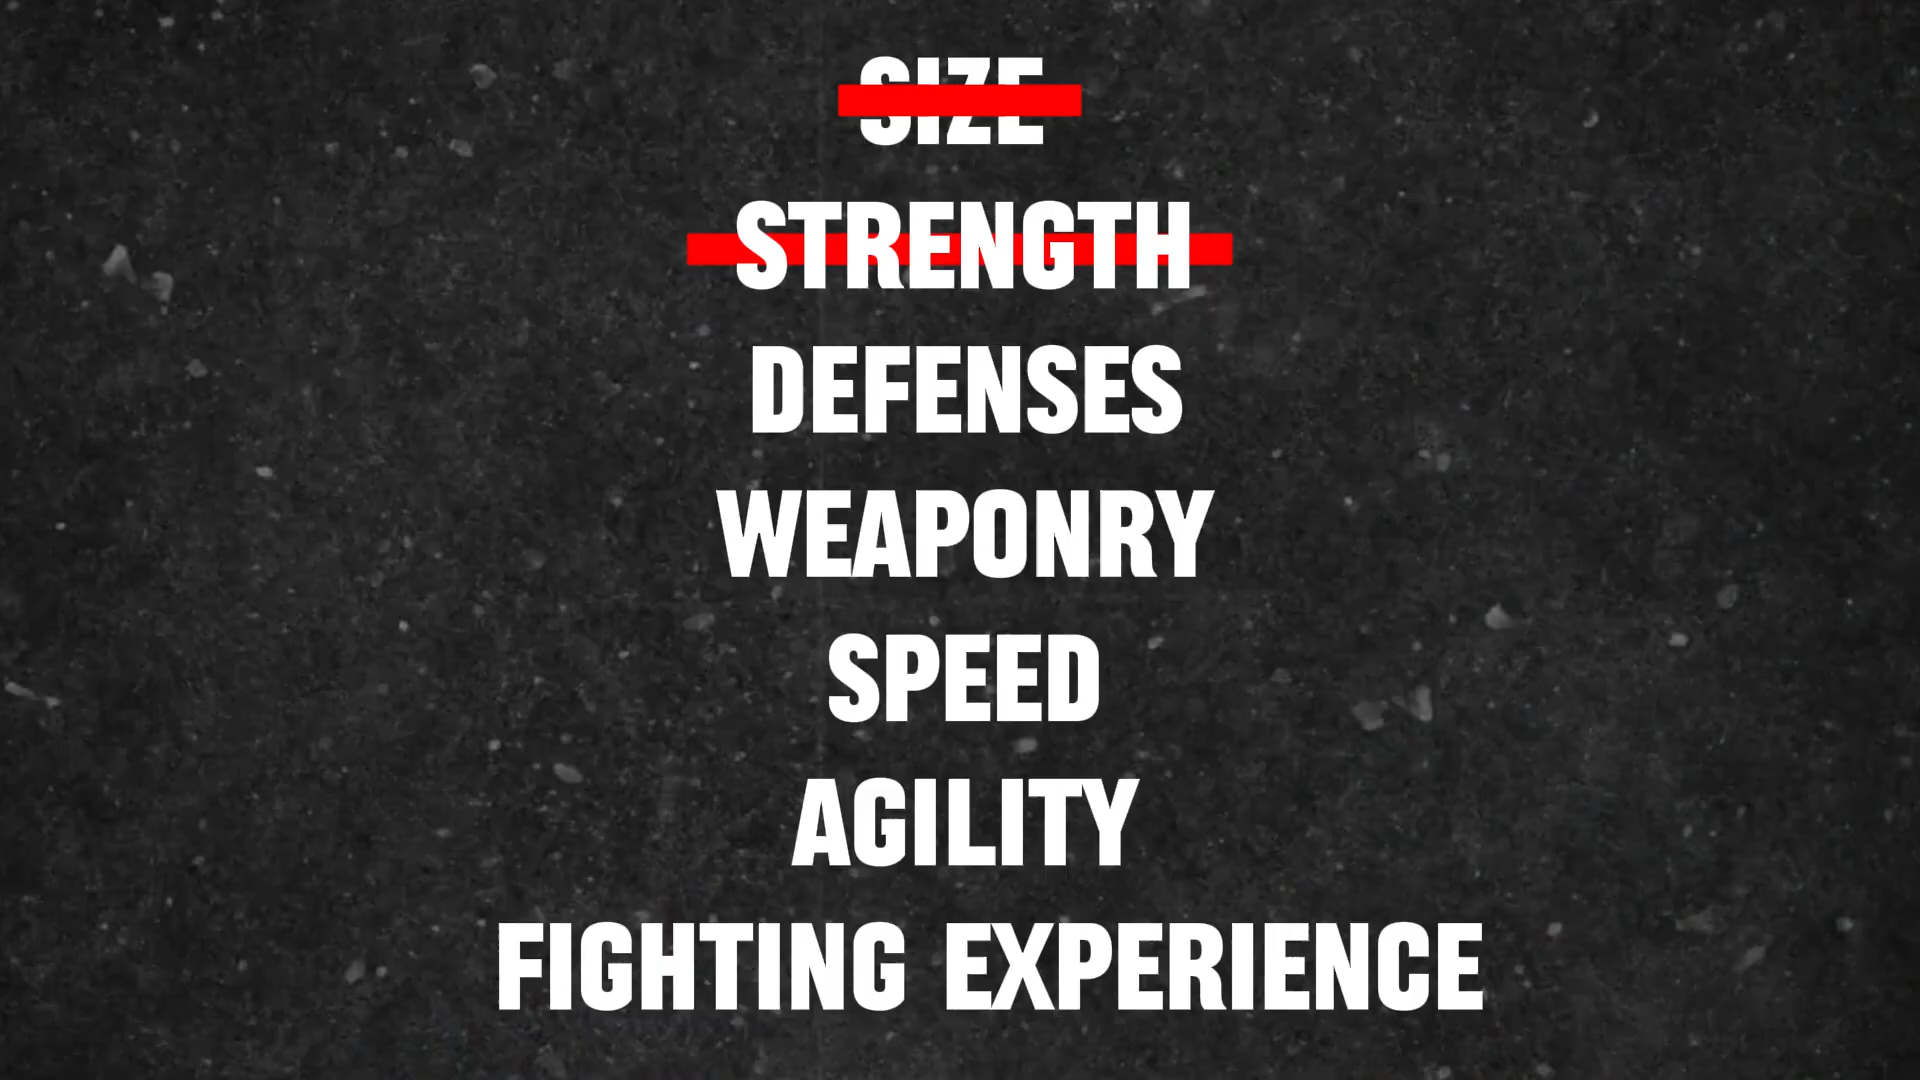 SIZE
STRENGTH
DEFENSES
WEAPONRY
SPEED
AGILITY
FIGHTING EXPERIENCE